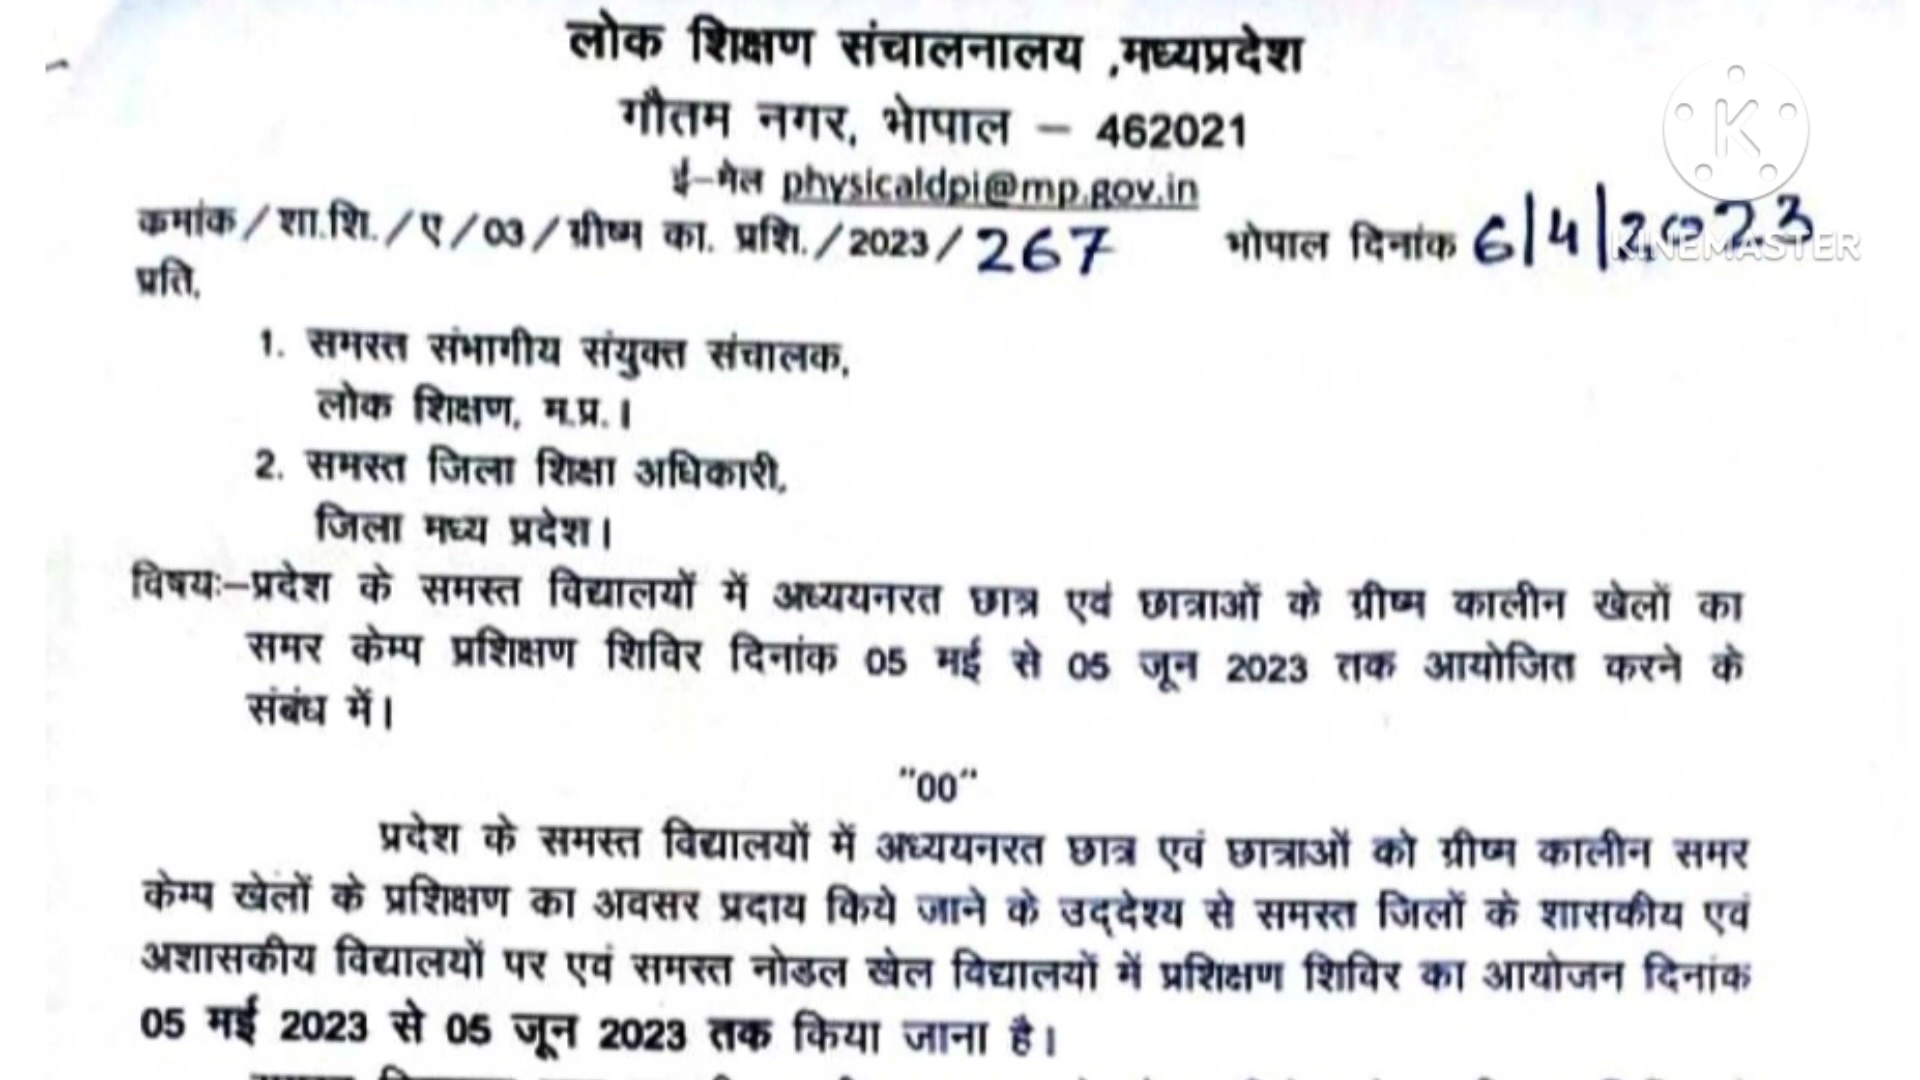 लोक शिक्षण संचालनालय ,मध्यप्रदेश
गौतम नगर, भेापाल – 462021
ई–मेल physicaldpi@mp.gov.in
कमांक/शा.शि./ए/03/ग्रीष्म का. प्रशि./2023/267 भोपाल दिनांक 6/4/2023
K
KINEMASTER
प्रति,
1. समस्त संभागीय संयुक्त संचालक,
लोक शिक्षण, म.प्र.।
2. समस्त जिला शिक्षा अधिकारी,
जिला मध्य प्रदेश।
विषयः–प्रदेश के समस्त विद्यालयों में अध्ययनरत छात्र एवं छात्राओं के ग्रीष्म कालीन खेलों का
समर केम्प प्रशिक्षण शिविर दिनांक 05 मई से 05 जून 2023 तक आयोजित करने के
संबंध में।
"00"
प्रदेश के समस्त विद्यालयों में अध्ययनरत छात्र एवं छात्राओं को ग्रीष्म कालीन समर
केम्प खेलों के प्रशिक्षण का अवसर प्रदाय किये जाने के उद्देश्य से समस्त जिलों के शासकीय एवं
अशासकीय विद्यालयों पर एवं समस्त नोडल खेल विद्यालयों में प्रशिक्षण शिविर का आयोजन दिनांक
05 मई 2023 से 05 जून 2023 तक किया जाना है।